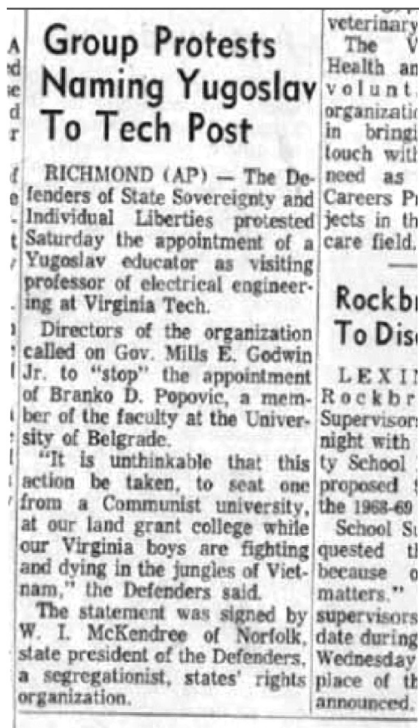 Group Protests
Naming Yugoslav
To Tech Post
RICHMOND (AP) — The De-
fenders of State Sovereignty and
Individual Liberties protested
Saturday the appointment of a
Yugoslav educator as visiting
professor of electrical engineer-
ing at Virginia Tech.
Directors of the organization
called on Gov. Mills E. Godwin
Jr. to "stop" the appointment
of Branko D. Popovic, a mem-
ber of the faculty at the Univer-
sity of Belgrade.
"It is unthinkable that this
action be taken, to seat one
from a Communist university,
at our land grant college while
our Virginia boys are fighting
and dying in the jungles of Viet-
nam," the Defenders said.
The statement was signed by
W. I. McKendree of Norfolk,
state president of the Defenders,
a segregationist, states' rights
organization.
veterinary
The V
Health an
volunt
organizatio
in bringi
touch with
need as
Careers Pr
jects in th
care field.
Rockbr
To Disc
LEXIN
Rockbr
Supervisors
night with
ty School
proposed
the 1968-69
School Su
quested th
because o
matters."
supervisors
date during
Wednesday
place of th
announced.